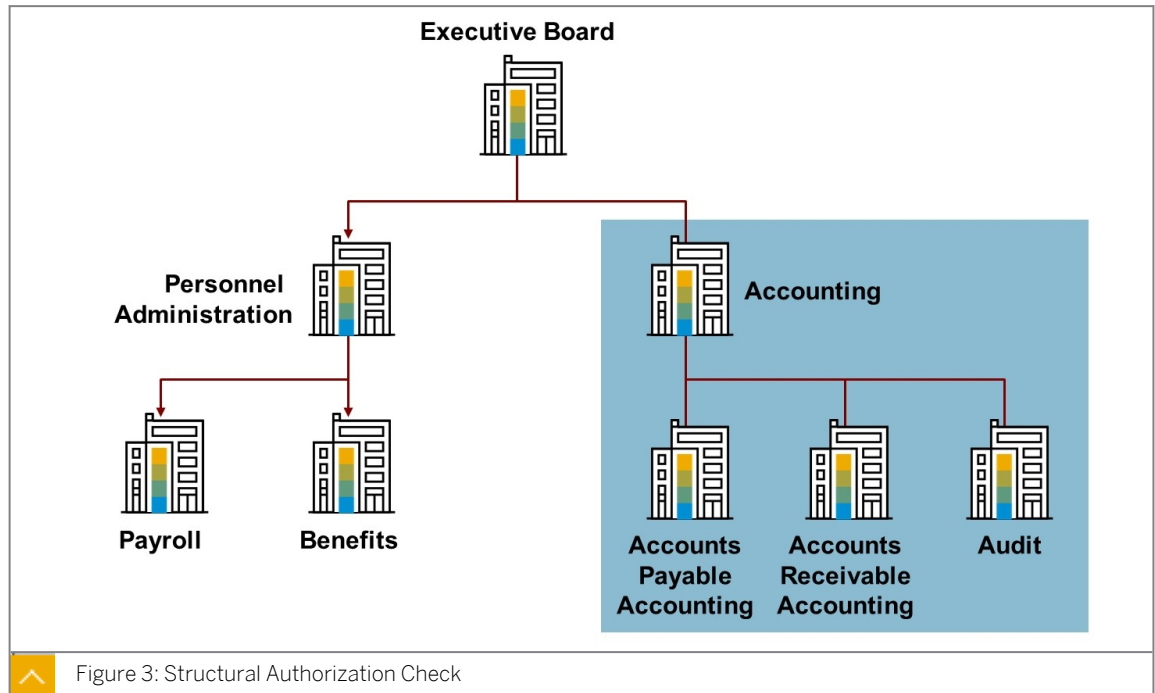 Executive Board
Personnel
Administration
Accounting
Payroll
Benefits
Accounts
Payable
Accounting
Accounts
Receivable
Accounting
Audit
Figure 3: Structural Authorization Check